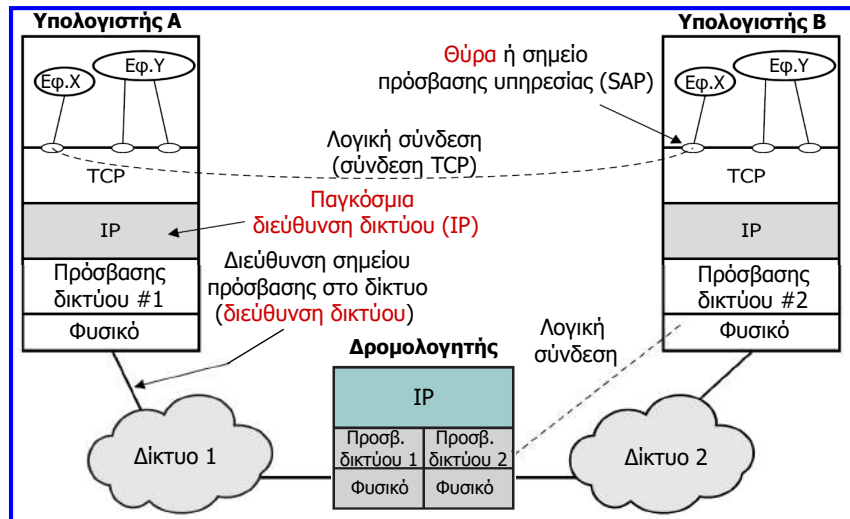 Υπολογιστής Α
Εφ.Χ
Εφ.Υ
TCP
IP
Πρόσβασης
δικτύου #1
Φυσικό
Θύρα ή σημείο
πρόσβασης υπηρεσίας (SAP)
Λογική σύνδεση
(σύνδεση TCP)
Παγκόσμια
διεύθυνση δικτύου (IP)
Διεύθυνση σημείου
πρόσβασης στο δίκτυο
(διεύθυνση δικτύου)
Υπολογιστής Β
Εφ.Χ
Εφ.Υ
TCP
IP
Πρόσβασης
δικτύου #2
Φυσικό
Λογική
σύνδεση
Δρομολογητής
IP
Προσβ.
δικτύου 1
Προσβ.
δικτύου 2
Φυσικό
Φυσικό
Δίκτυο 1
Δίκτυο 2